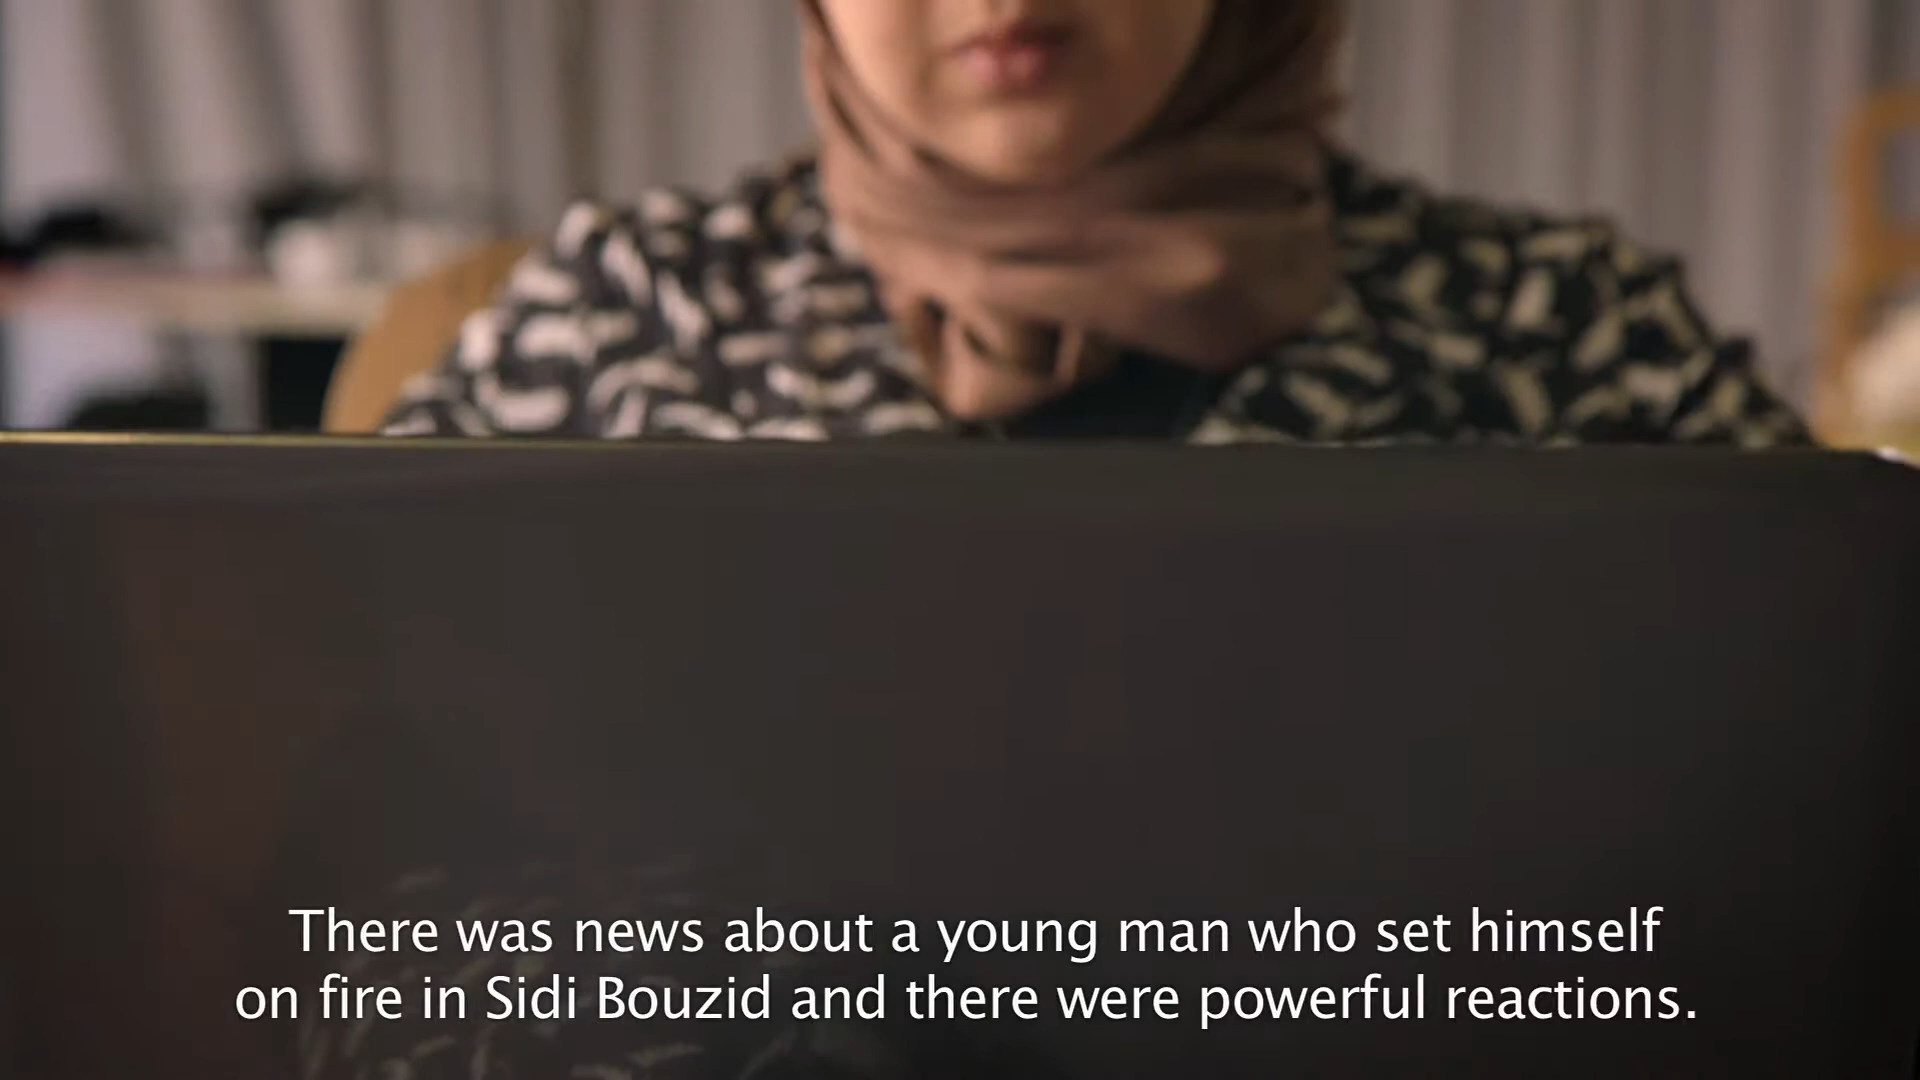 There was news about a young man who set himself
on fire in Sidi Bouzid and there were powerful reactions.